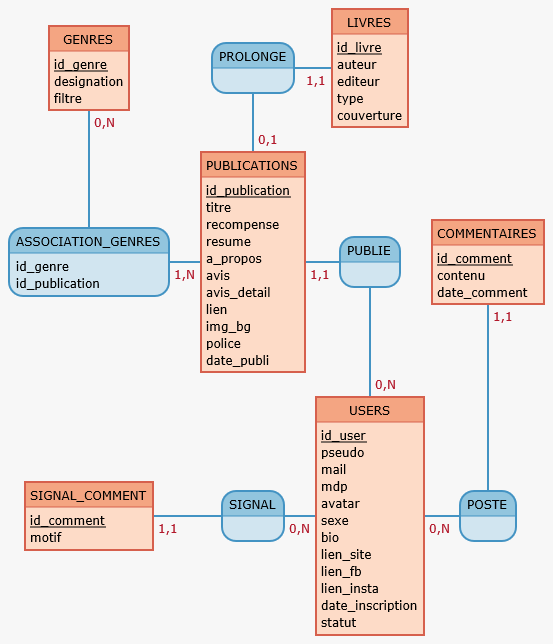 GENRES
id_genre
designation
filtre
0,N
PROLONGE
1,1
0,1
LIVRES
id_livre
auteur
editeur
type
couverture
PUBLICATIONS
id_publication
titre
recompense
resume
a_propos
avis
avis_detail
lien
img_bg
police
date_publi
ASSOCIATION_GENRES
id_genre
id_publication
1,N
1,1
PUBLIE
0,N
COMMENTAIRES
id_comment
contenu
date_comment
1,1
USERS
id_user
pseudo
mail
mdp
avatar
sexe
bio
lien_site
lien_fb
lien_insta
date_inscription
statut
SIGNAL_COMMENT
id_comment
motif
1,1
SIGNAL
0,N
0,N
POSTE